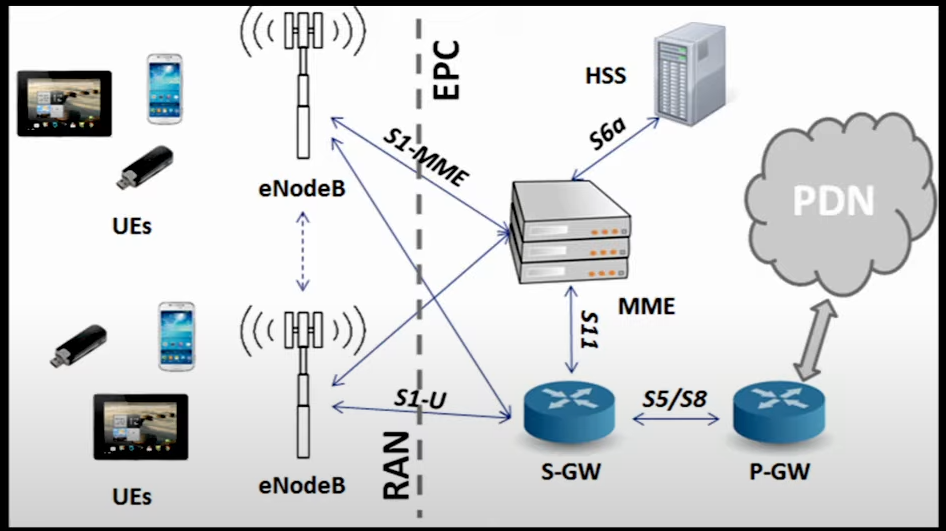 EPC
HSS
S6a
S1-MME
PDN
eNodeB
UEs
MME
S11
S1-U
S5/S8
RAN
S-GW
P-GW
eNodeB
UEs